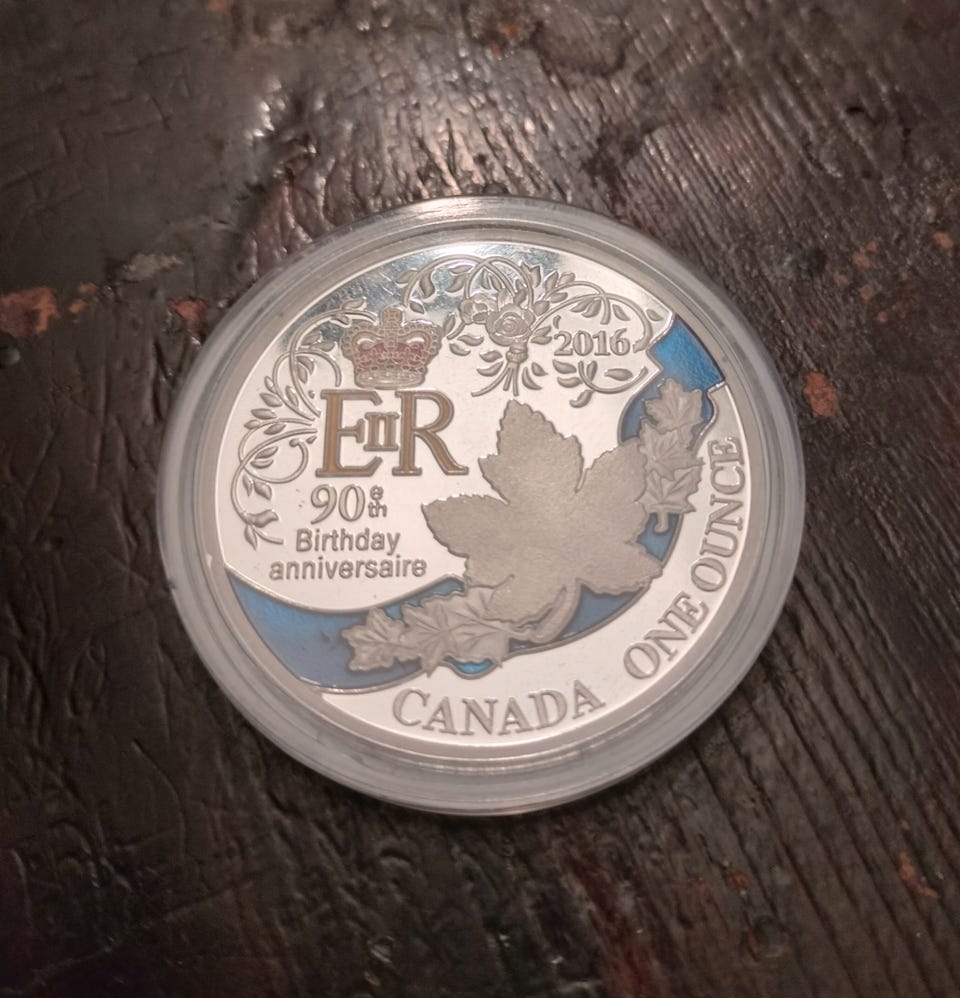 2016
EIIR
90e
th
Birthday
anniversaire
CANADA ONE OUNCE